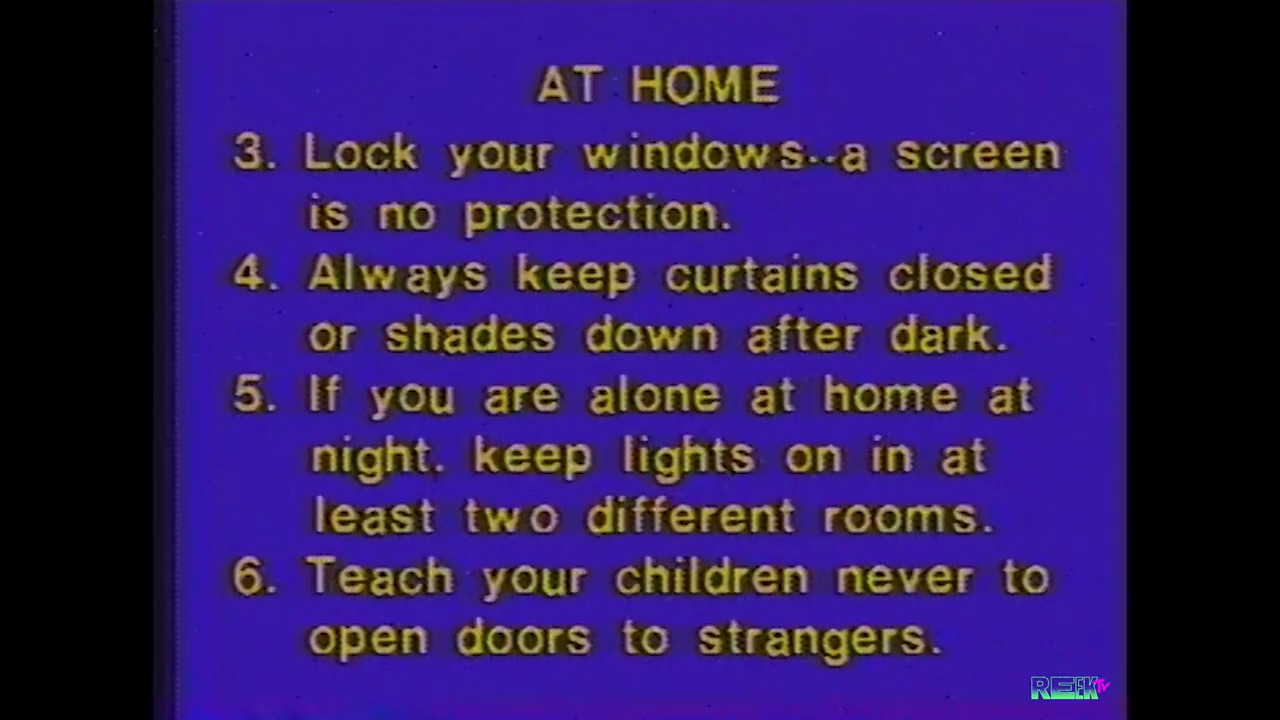 AT HOME
3. Lock your windows--a screen
is no protection.
4. Always keep curtains closed
or shades down after dark.
5. If you are alone at home at
night, keep lights on in at
least two different rooms.
6. Teach your children never to
open doors to strangers.
REEK TV